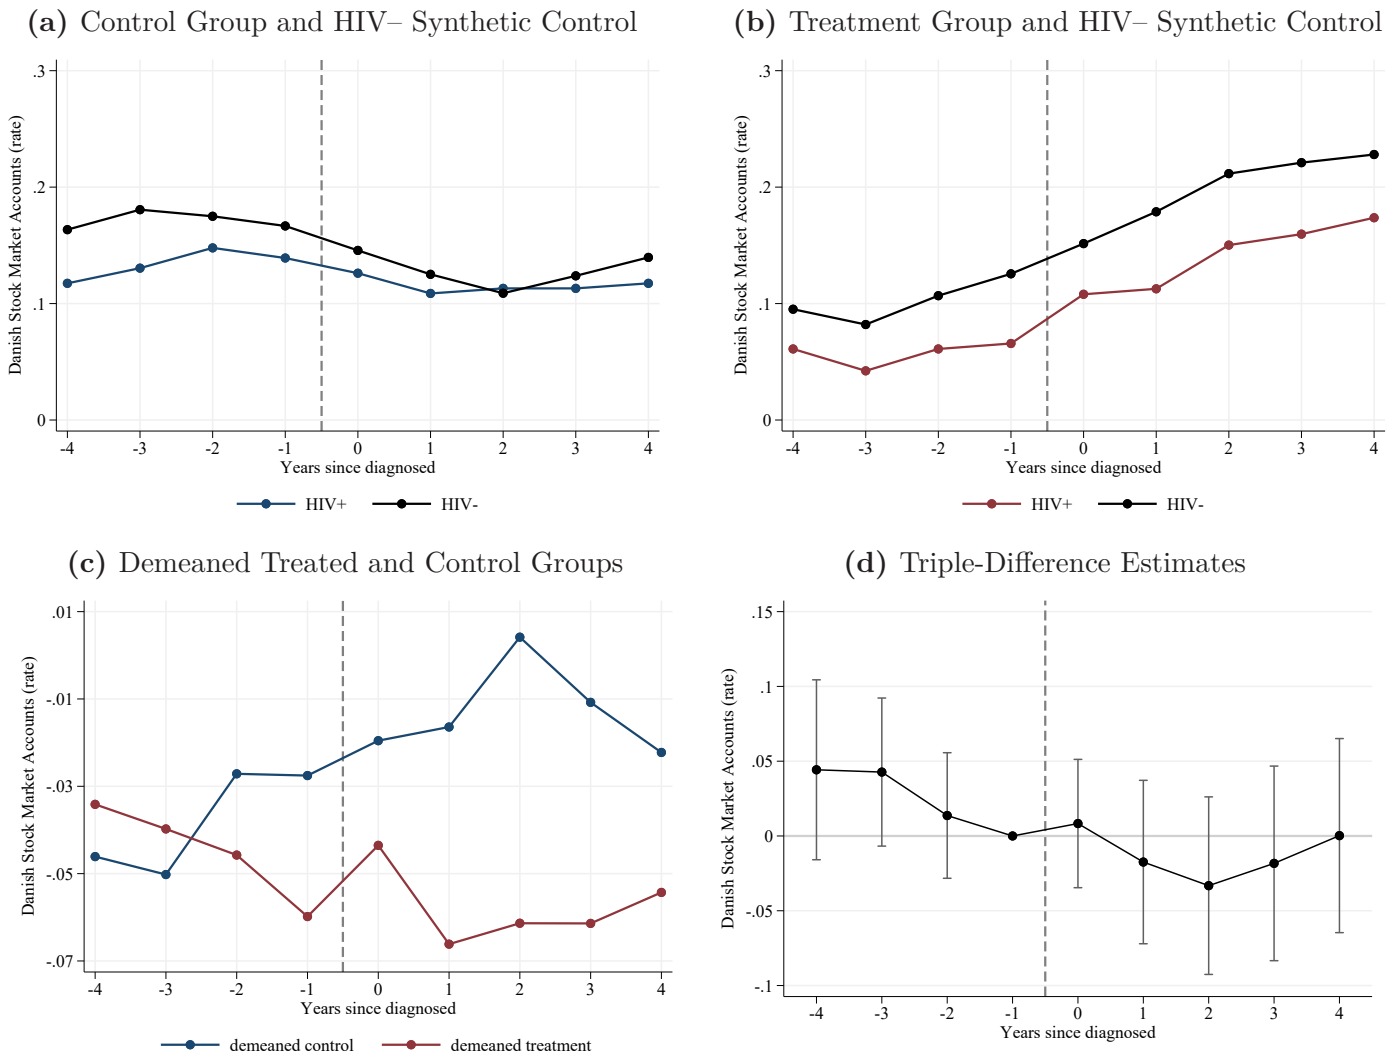 (a) Control Group and HIV– Synthetic Control
Danish Stock Market Accounts (rate)
.3
.2
.1
0
-4 -3 -2 -1 0 1 2 3 4
Years since diagnosed
HIV+ HIV-
(b) Treatment Group and HIV– Synthetic Control
Danish Stock Market Accounts (rate)
.3
.2
.1
0
-4 -3 -2 -1 0 1 2 3 4
Years since diagnosed
HIV+ HIV-
(c) Demeaned Treated and Control Groups
Danish Stock Market Accounts (rate)
.01
-.01
-.03
-.05
-.07
-4 -3 -2 -1 0 1 2 3 4
Years since diagnosed
demeaned control demeaned treatment
(d) Triple-Difference Estimates
Danish Stock Market Accounts (rate)
.15
.1
.05
0
-.05
-.1
-4 -3 -2 -1 0 1 2 3 4
Years since diagnosed